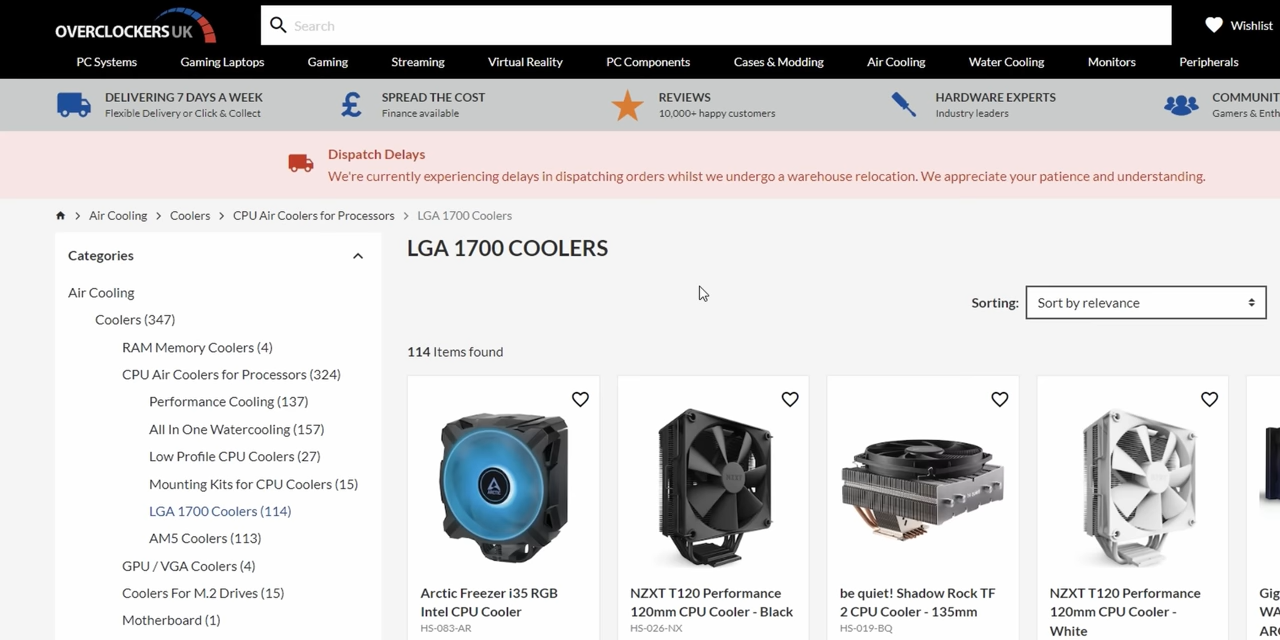 OVERCLOCKERS UK
Search
Wishlist
PC Systems
Gaming Laptops
Gaming
Streaming
Virtual Reality
PC Components
Cases & Modding
Air Cooling
Water Cooling
Monitors
Peripherals
DELIVERING 7 DAYS A WEEK
Flexible Delivery or Click & Collect
SPREAD THE COST
Finance available
REVIEWS
10,000+ happy customers
HARDWARE EXPERTS
Industry leaders
COMMUNIT
Gamers & Enth
Dispatch Delays
We're currently experiencing delays in dispatching orders whilst we undergo a warehouse relocation. We appreciate your patience and understanding.
Air Cooling > Coolers > CPU Air Coolers for Processors > LGA 1700 Coolers
Categories
Air Cooling
Coolers (347)
RAM Memory Coolers (4)
CPU Air Coolers for Processors (324)
Performance Cooling (137)
All In One Watercooling (157)
Low Profile CPU Coolers (27)
Mounting Kits for CPU Coolers (15)
LGA 1700 Coolers (114)
AM5 Coolers (113)
GPU / VGA Coolers (4)
Coolers For M.2 Drives (15)
Motherboard (1)
LGA 1700 COOLERS
Sorting:
Sort by relevance
114 Items found
Arctic Freezer i35 RGB
Intel CPU Cooler
HS-083-AR
NZXT
NZXT T120 Performance
120mm CPU Cooler - Black
HS-026-NX
be quiet! Shadow Rock TF
2 CPU Cooler - 135mm
HS-019-BQ
NZXT T120 Performance
120mm CPU Cooler -
White
Gig
WA
ARC